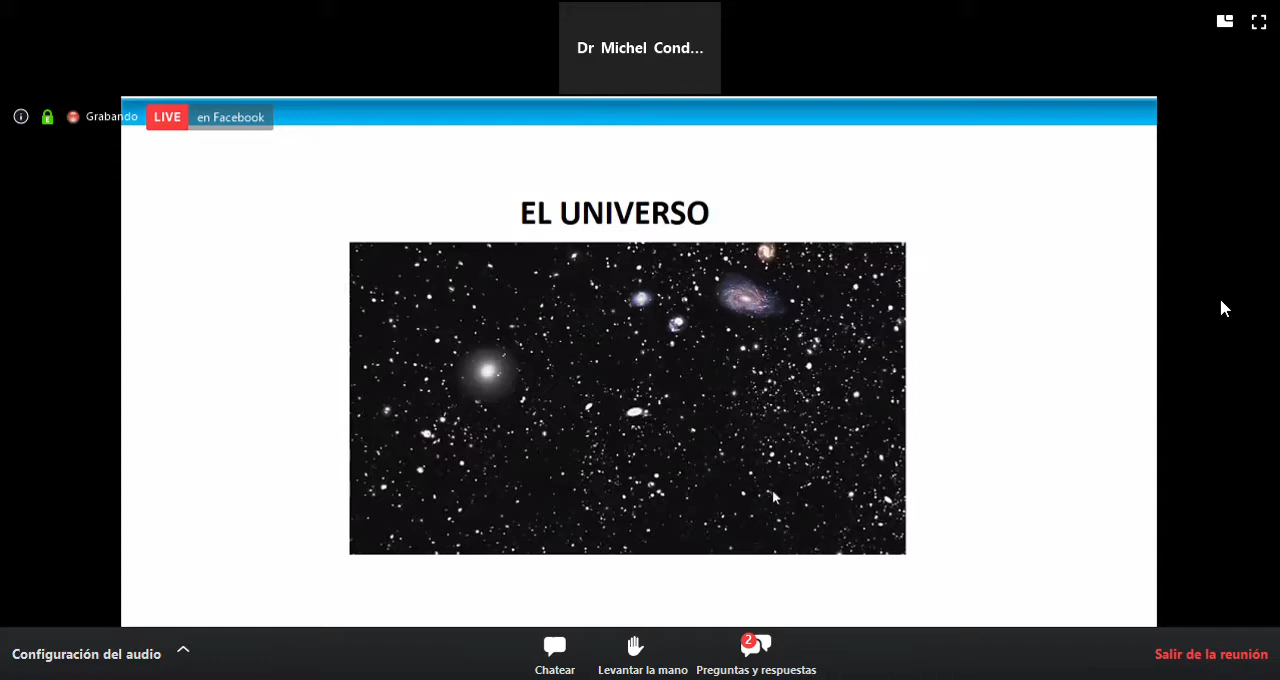 Dr Michel Cond...
Grabando
LIVE en Facebook
EL UNIVERSO
Configuración del audio
Chatear
Levantar la mano
2
Preguntas y respuestas
Salir de la reunión